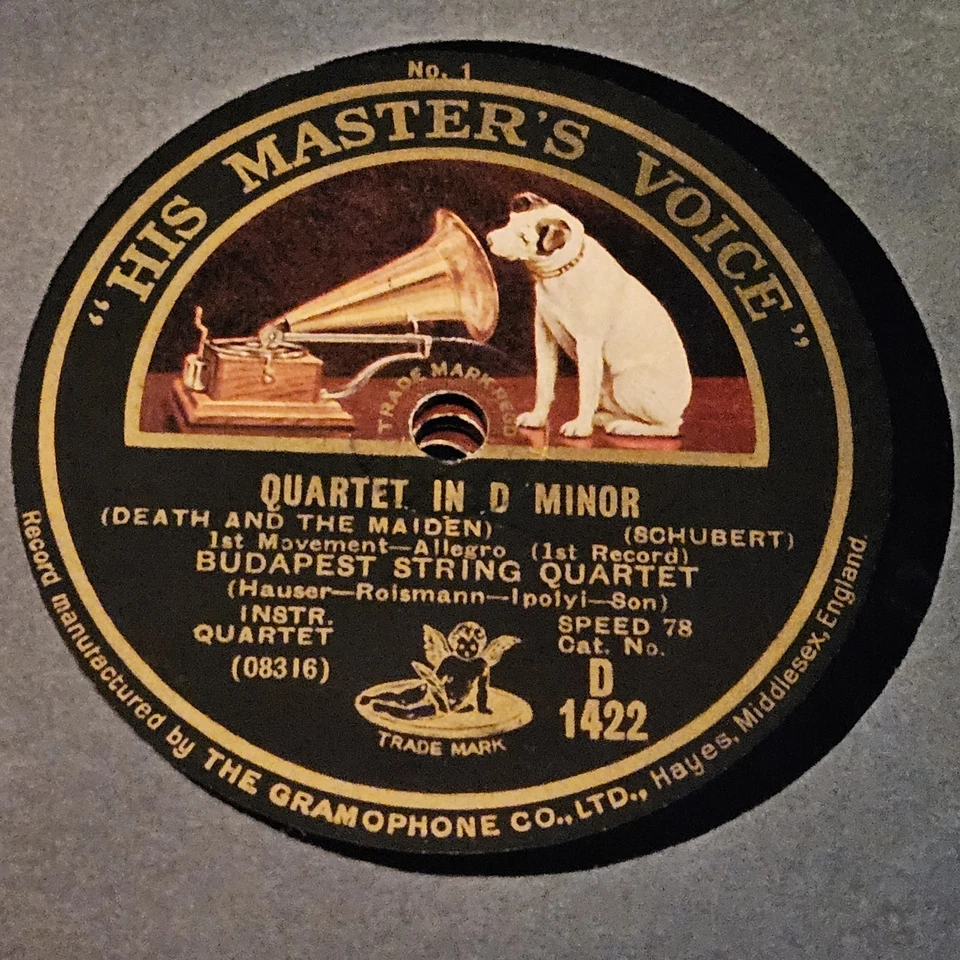 No. 1
“HIS MASTER'S VOICE”
TRADE MARK REGD
QUARTET IN D MINOR
(DEATH AND THE MAIDEN) (SCHUBERT)
1st Movement—Allegro (1st Record)
BUDAPEST STRING QUARTET
(Hauser—Roismann—Ipolyi—Son)
INSTR. QUARTET
(08316)
SPEED 78
Cat. No.
D
1422
TRADE MARK
Record manufactured by THE GRAMOPHONE CO., LTD., Hayes, Middlesex, England.